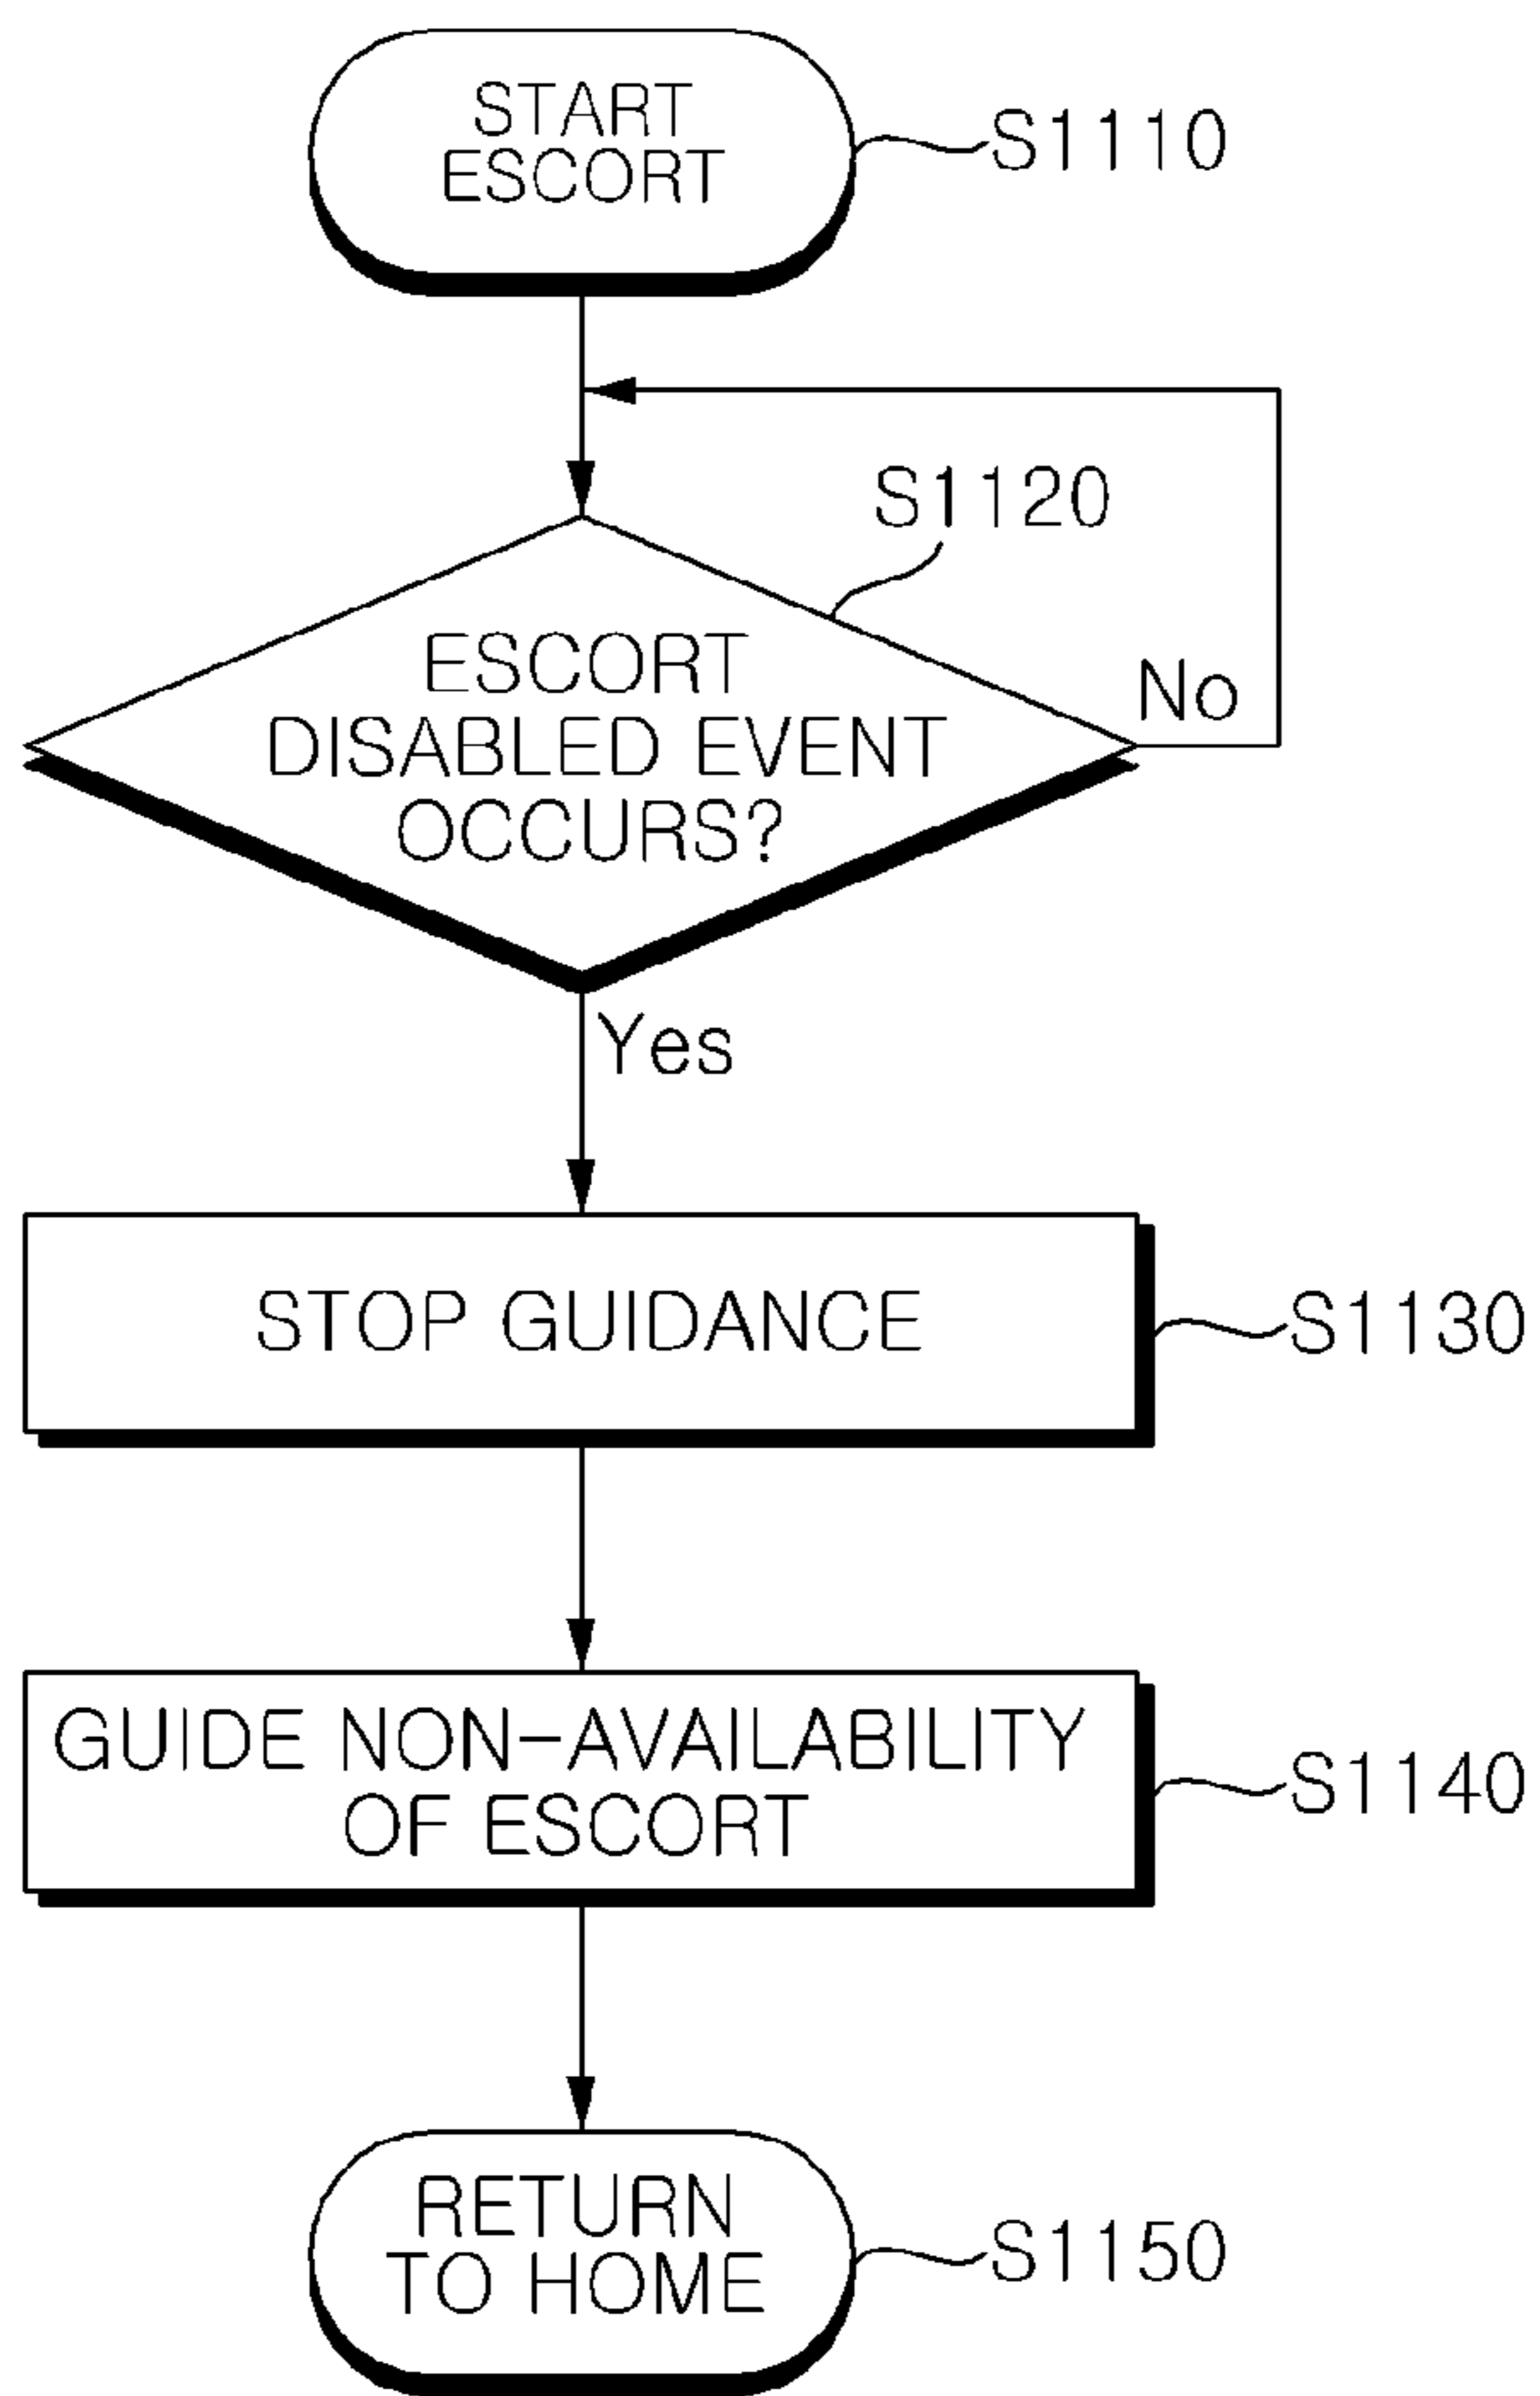 START
ESCORT
S1110
S1120
ESCORT
DISABLED EVENT
OCCURS?
No
Yes
STOP GUIDANCE
S1130
GUIDE NON-AVAILABILITY
OF ESCORT
S1140
RETURN
TO HOME
S1150